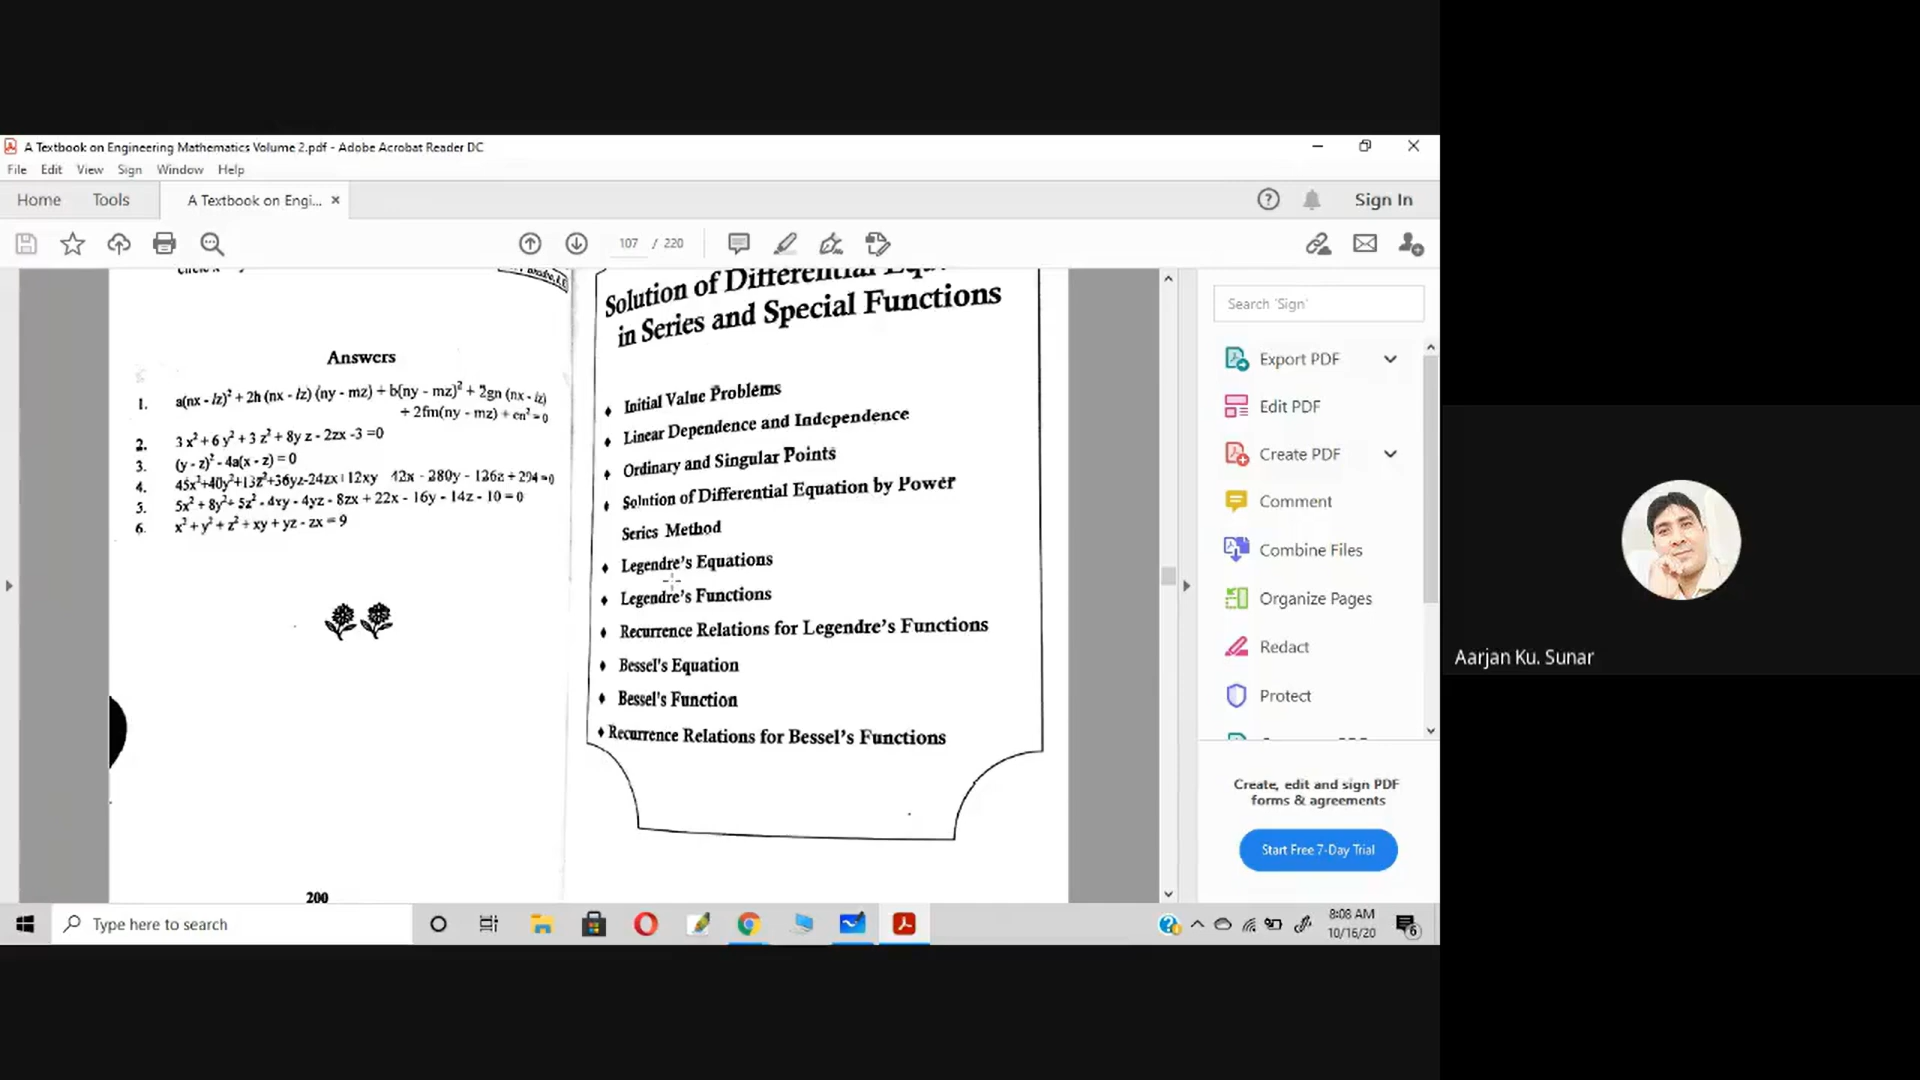 A Textbook on Engineering Mathematics Volume 2.pdf - Adobe Acrobat Reader DC
File Edit View Sign Window Help
Home Tools A Textbook on Engi... × Sign In
107 / 220
Answers
1. a(nx - lz)² + 2h (nx - lz) (ny - mz) + b(ny - mz)² + 2gn (nx - lz)
+ 2fm(ny - mz) + cn² = 0
2. 3 x² + 6 y² + 3 z² + 8y z - 2zx -3 =0
3. (y - z)² - 4a(x - z) = 0
4. 45x²+40y²+13z²+36yz-24zx+12xy 42x - 280y - 126z + 294=0
5. 5x² + 8y² + 5z² - 4xy - 4yz - 8zx + 22x - 16y - 14z - 10 = 0
6. x² + y² + z² + xy + yz - zx = 9
200
Solution of Differential
in Series and Special Functions
♦ Initial Value Problems
♦ Linear Dependence and Independence
♦ Ordinary and Singular Points
♦ Solution of Differential Equation by Power
Series Method
♦ Legendre's Equations
♦ Legendre's Functions
♦ Recurrence Relations for Legendre's Functions
♦ Bessel's Equation
♦ Bessel's Function
♦ Recurrence Relations for Bessel's Functions
Search 'Sign'
Export PDF
Edit PDF
Create PDF
Comment
Combine Files
Organize Pages
Redact
Protect
Create, edit and sign PDF
forms & agreements
Start Free 7-Day Trial
Aarjan Ku. Sunar
Type here to search
8:08 AM
10/16/20
6